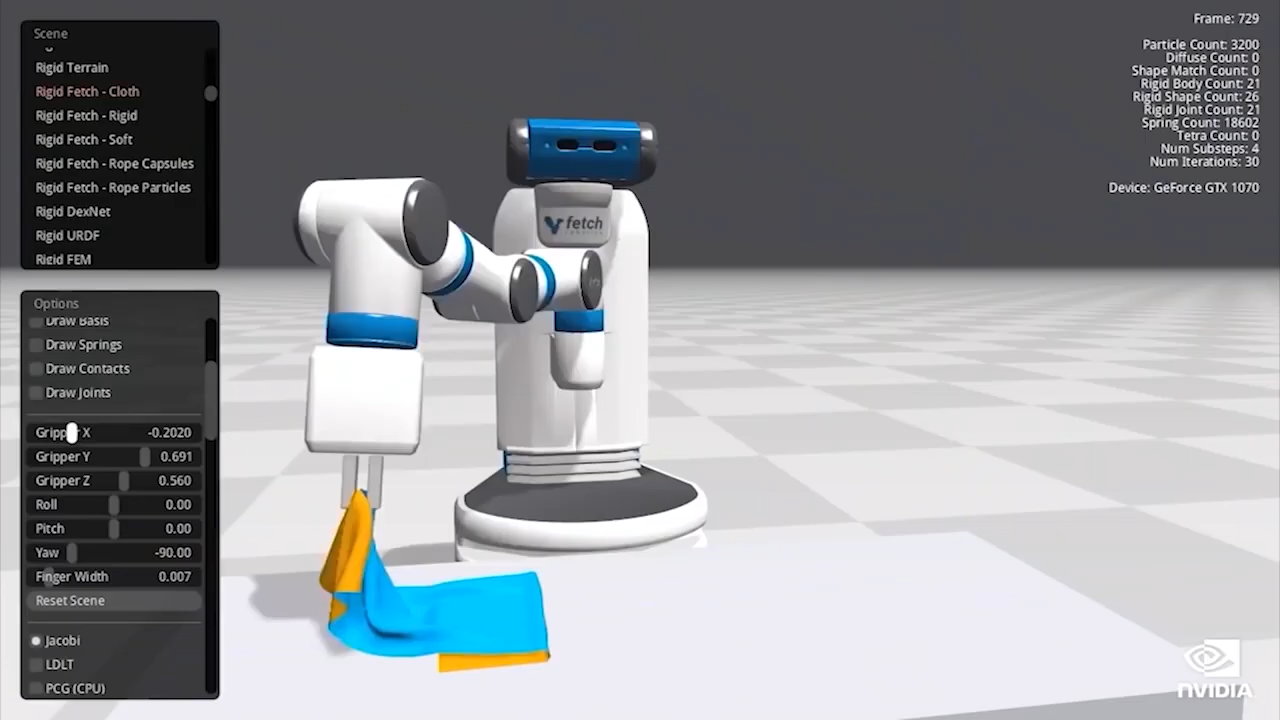 Scene
Rigid Terrain
Rigid Fetch - Cloth
Rigid Fetch - Rigid
Rigid Fetch - Soft
Rigid Fetch - Rope Capsules
Rigid Fetch - Rope Particles
Rigid DexNet
Rigid URDF
Rigid FEM
Options
Draw Basis
Draw Springs
Draw Contacts
Draw Joints
Gripper X -0.2020
Gripper Y 0.691
Gripper Z 0.560
Roll 0.00
Pitch 0.00
Yaw -90.00
Finger Width 0.007
Reset Scene
Jacobi
LDLT
PCG (CPU)
fetch
Frame: 729
Particle Count: 3200
Diffuse Count: 0
Shape Match Count: 0
Rigid Body Count: 21
Rigid Shape Count: 26
Rigid Joint Count: 21
Spring Count: 18602
Tetra Count: 0
Num Substeps: 4
Num Iterations: 30
Device: GeForce GTX 1070
NVIDIA